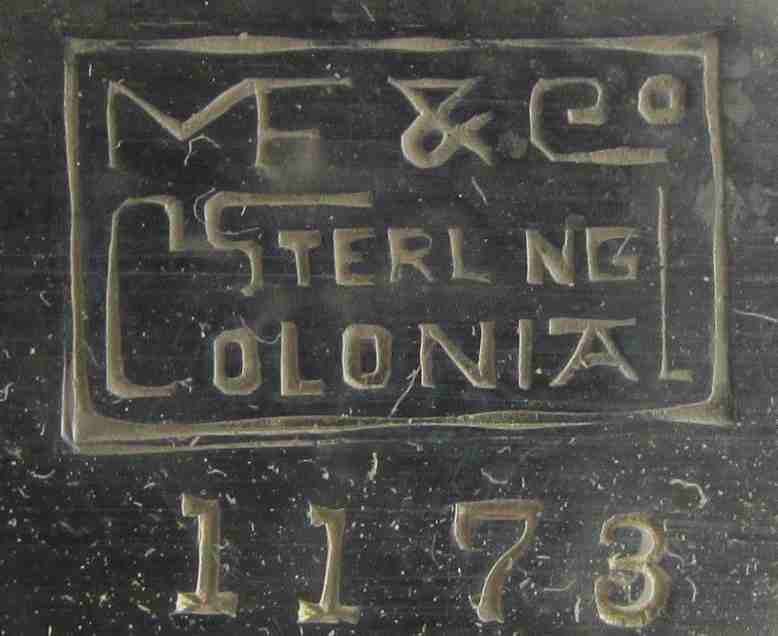 MF & Co
STERLING
COLONIAL
1173